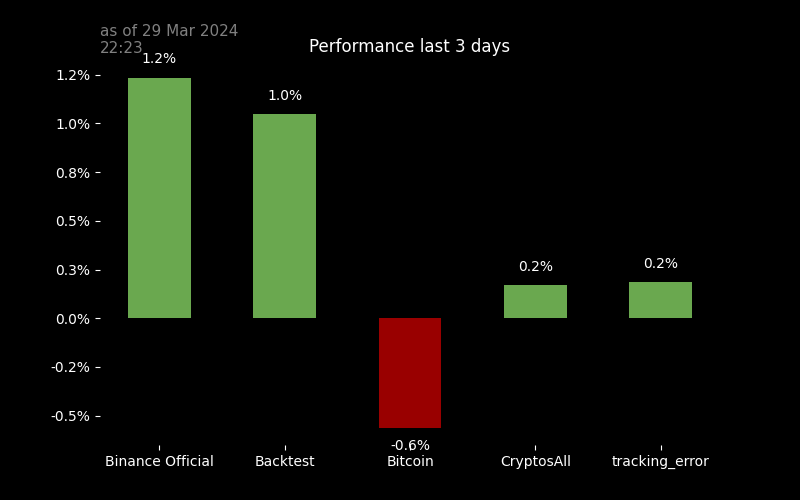 as of 29 Mar 2024
22:23
Performance last 3 days
1.2%
1.0%
-0.6%
0.2%
0.2%
1.2%
1.0%
0.8%
0.5%
0.3%
0.0%
-0.2%
-0.5%
Binance Official
Backtest
Bitcoin
CryptosAll
tracking_error